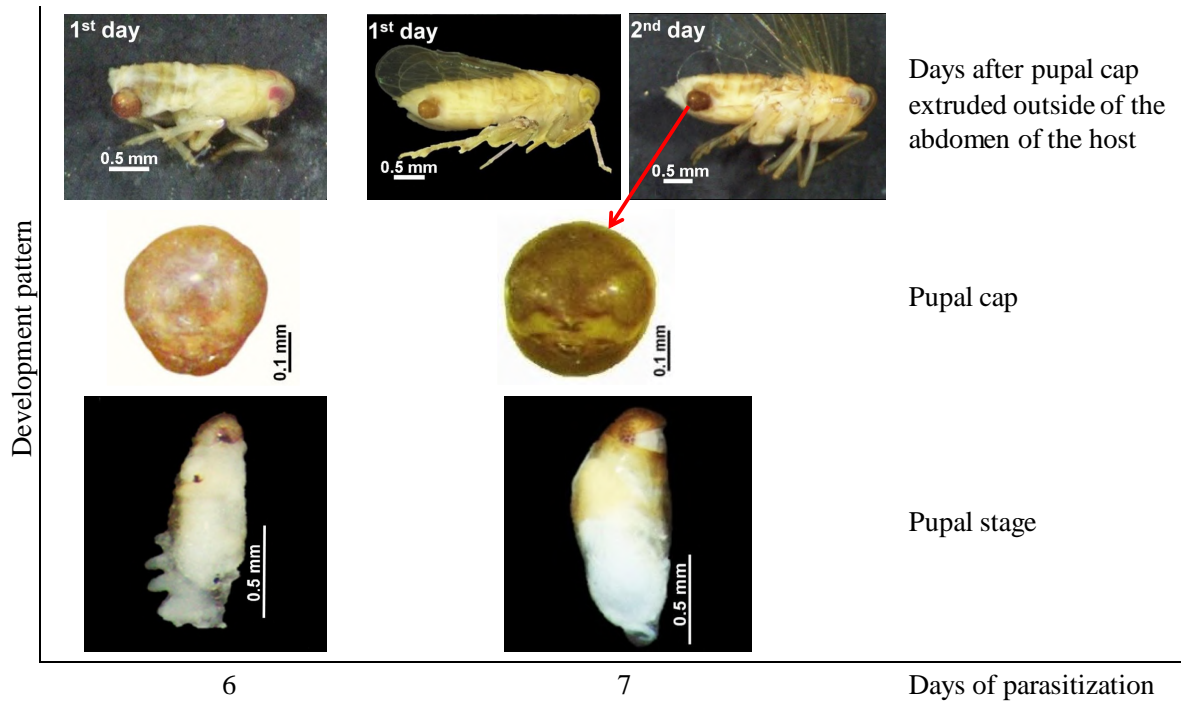 1st day
1st day
2nd day
0.5 mm
0.5 mm
0.5 mm
Days after pupal cap
extruded outside of the
abdomen of the host
0.1 mm
0.1 mm
Pupal cap
Development pattern
0.5 mm
0.5 mm
Pupal stage
6
7
Days of parasitization